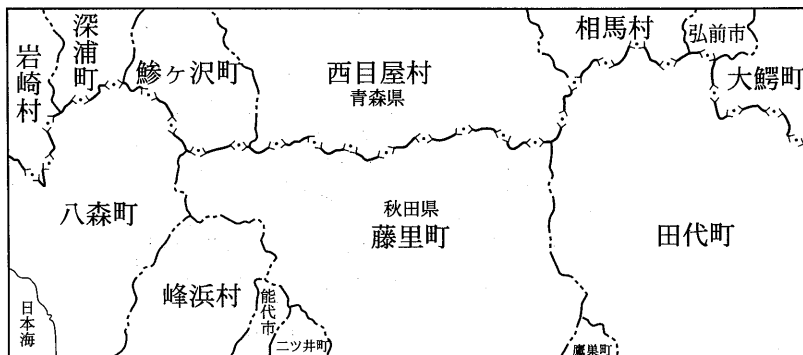 岩崎村
深浦町
鰺ヶ沢町
西目屋村
青森県
相馬村
弘前市
大鰐町
八森町
秋田県
藤里町
田代町
峰浜村
能代市
二ツ井町
鷹巣町
日本海